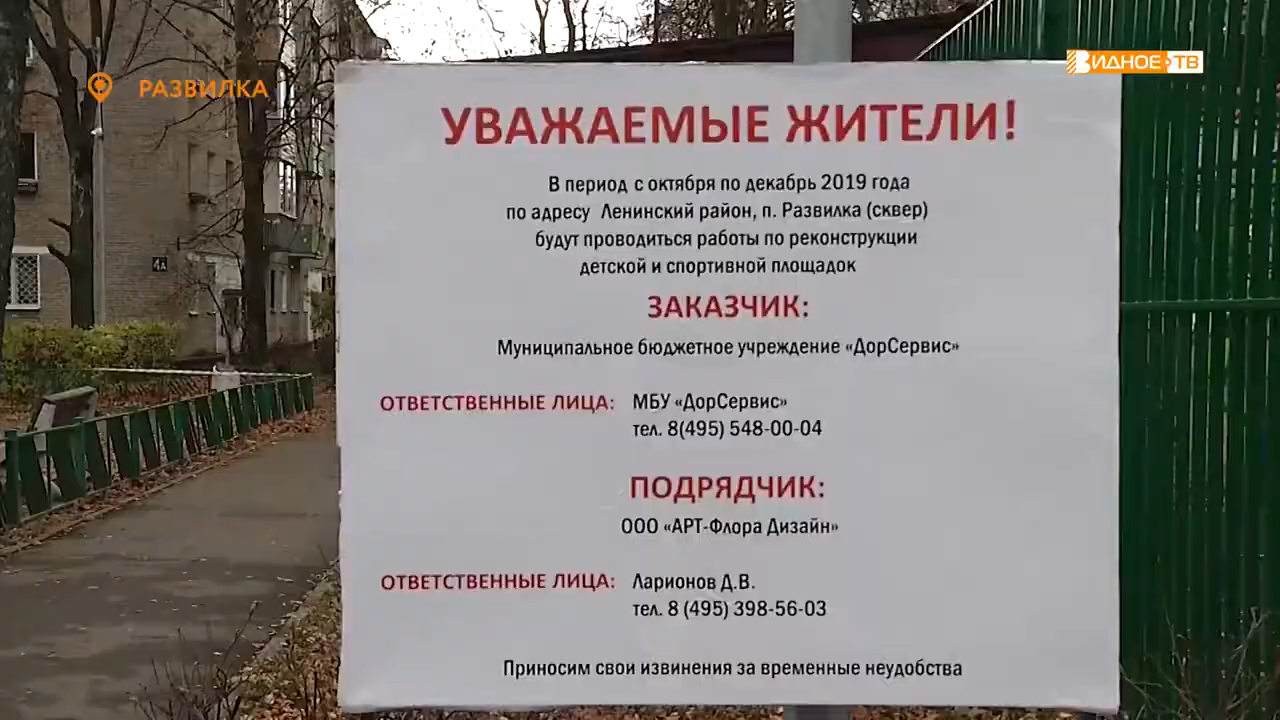 РАЗВИЛКА
ВИДНОЕ ТВ
УВАЖАЕМЫЕ ЖИТЕЛИ!
В период с октября по декабрь 2019 года
по адресу Ленинский район, п. Развилка (сквер)
будут проводиться работы по реконструкции
детской и спортивной площадок
ЗАКАЗЧИК:
Муниципальное бюджетное учреждение «ДорСервис»
ОТВЕТСТВЕННЫЕ ЛИЦА: МБУ «ДорСервис»
тел. 8(495) 548-00-04
ПОДРЯДЧИК:
ООО «АРТ-Флора Дизайн»
ОТВЕТСТВЕННЫЕ ЛИЦА: Ларионов Д.В.
тел. 8 (495) 398-56-03
Приносим свои извинения за временные неудобства
4А